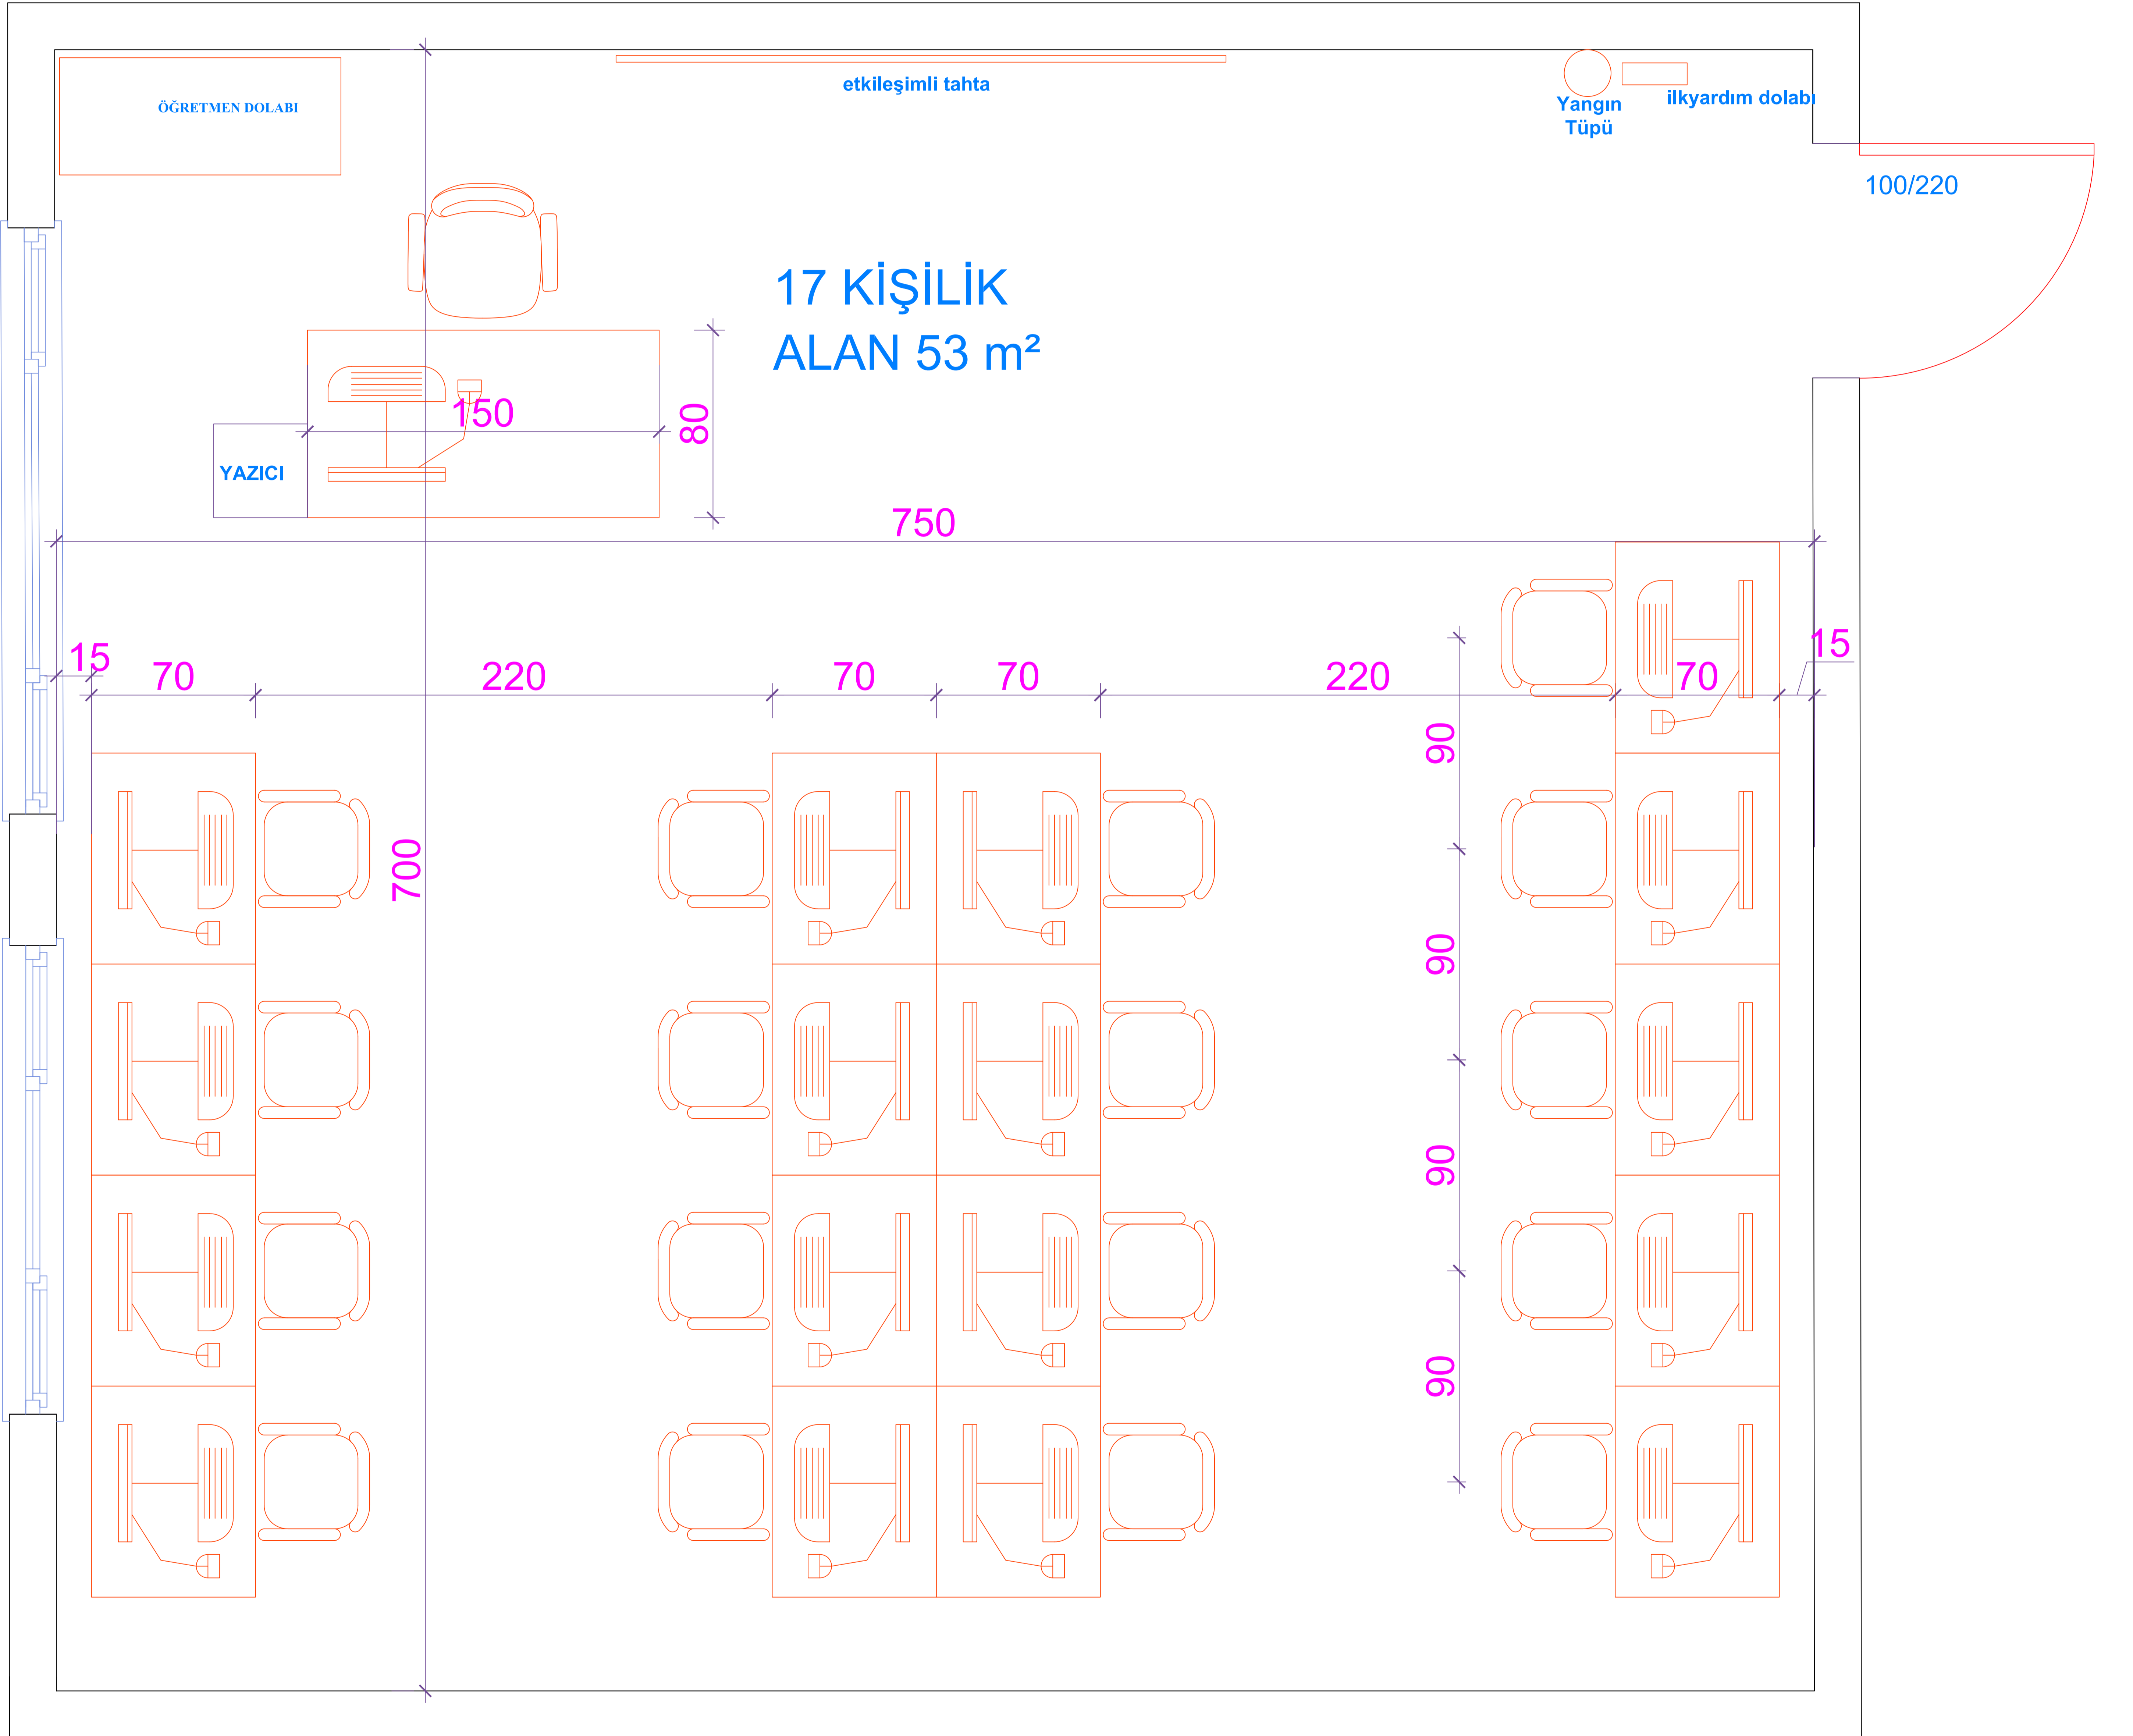 etkileşimli tahta
ÖĞRETMEN DOLABI
Yangın
Tüpü
ilkyardım dolabı
100/220
17 KİŞİLİK
ALAN 53 m²
150
80
YAZICI
750
15
70
220
70
70
220
70
15
90
700
90
90
90